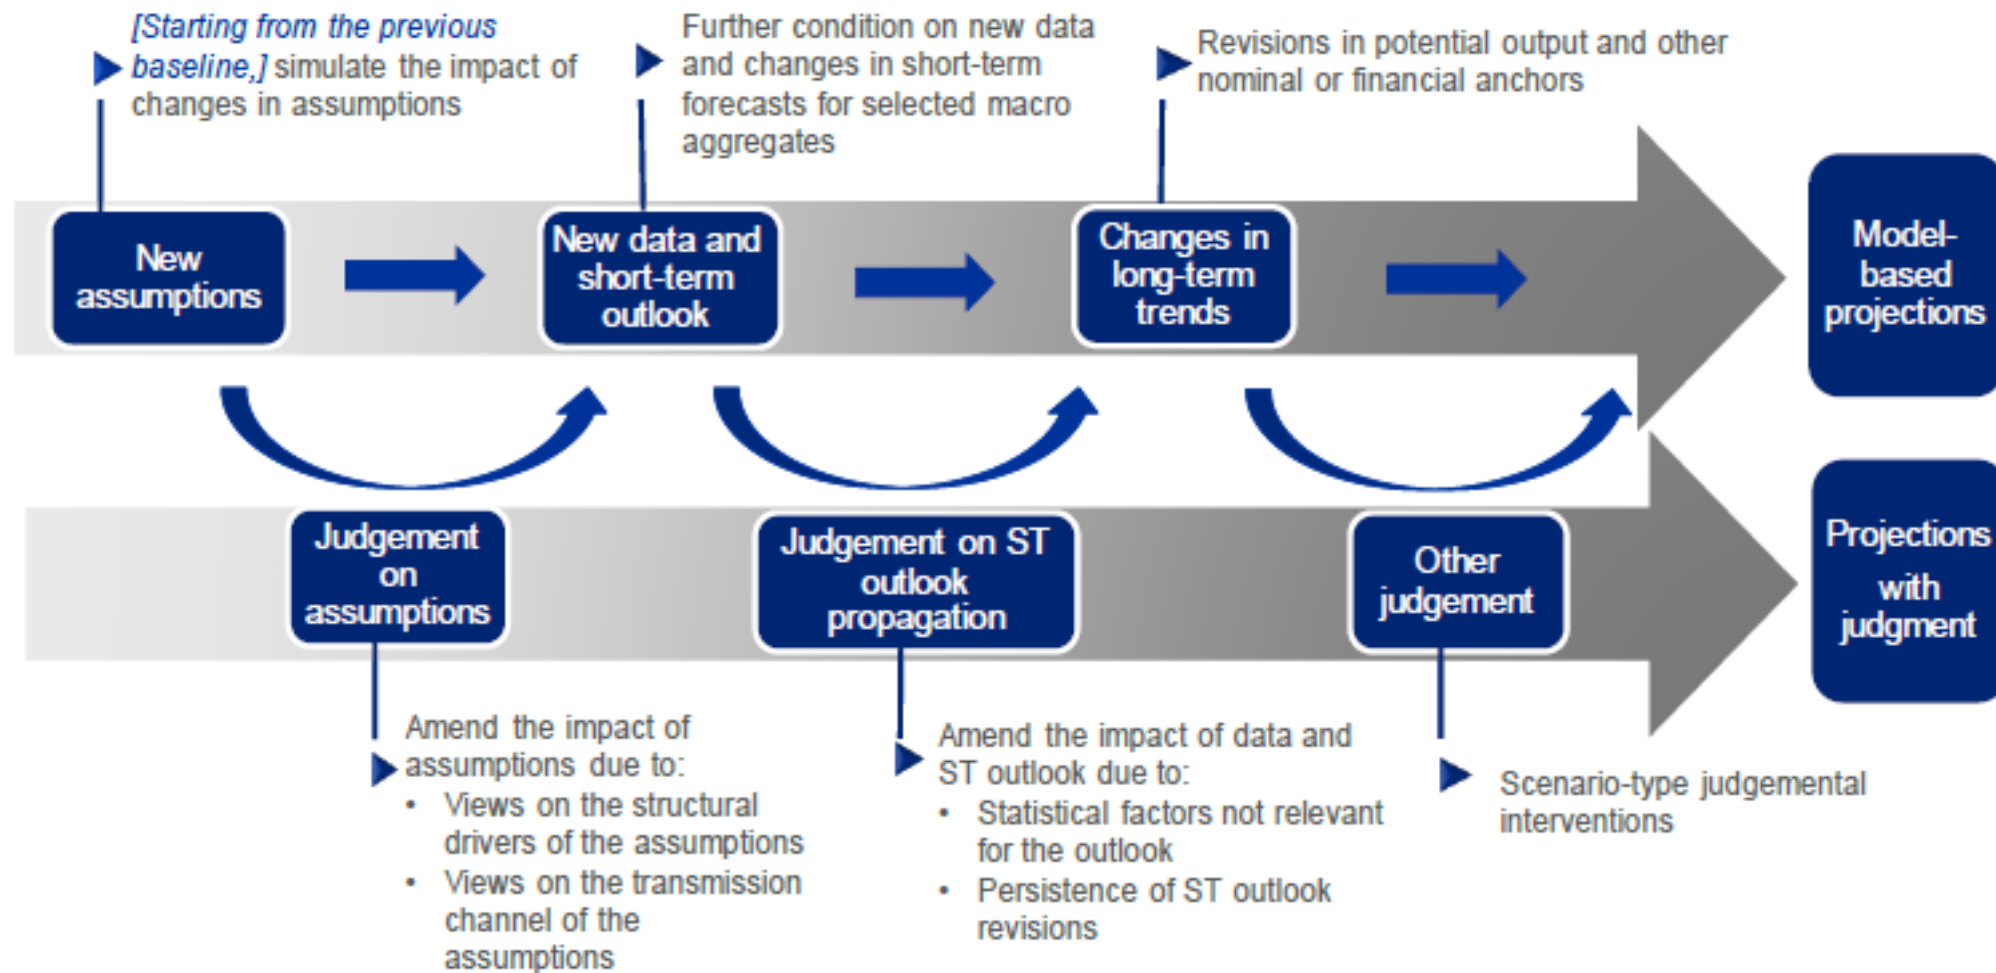 [Starting from the previous
baseline,] simulate the impact of
changes in assumptions
Further condition on new data
and changes in short-term
forecasts for selected macro
aggregates
Revisions in potential output and other
nominal or financial anchors
New
assumptions
New data and
short-term
outlook
Changes in
long-term
trends
Model-
based
projections
Judgement
on
assumptions
Judgement on ST
outlook
propagation
Other
judgement
Projections
with
judgment
Amend the impact of
assumptions due to:
• Views on the structural
drivers of the assumptions
• Views on the transmission
channel of the
assumptions
Amend the impact of data and
ST outlook due to:
• Statistical factors not relevant
for the outlook
• Persistence of ST outlook
revisions
Scenario-type judgemental
interventions